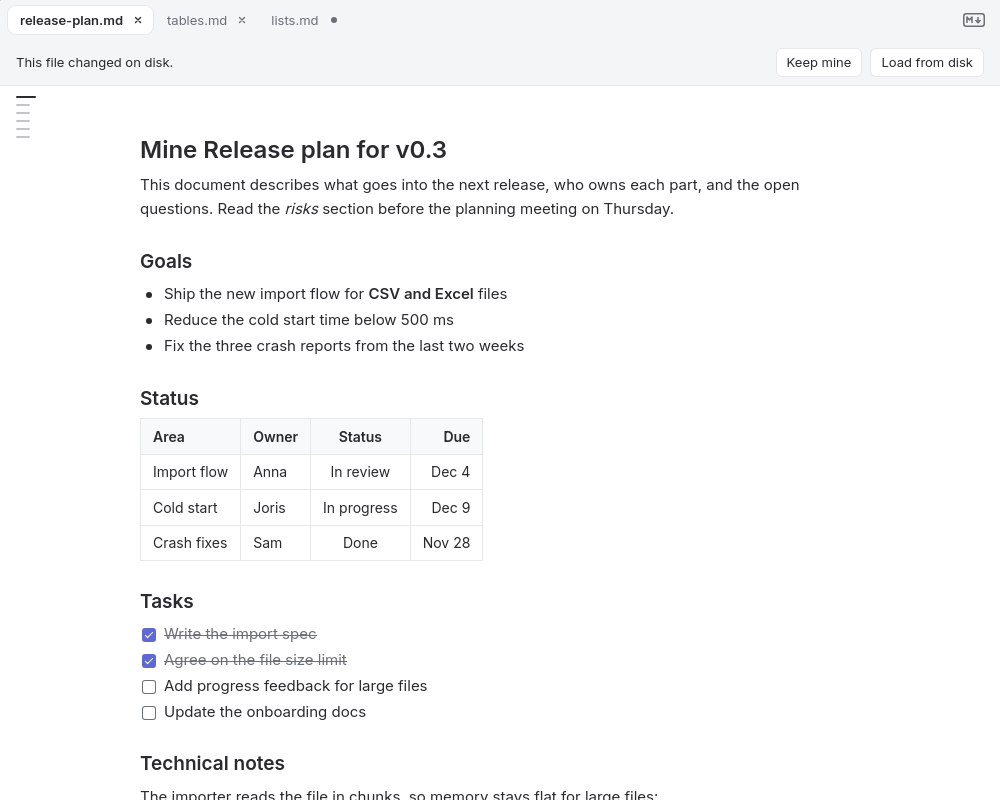 release-plan.md
tables.md
lists.md
M
This file changed on disk.
Keep mine
Load from disk
Mine Release plan for v0.3
This document describes what goes into the next release, who owns each part, and the open
questions. Read the risks section before the planning meeting on Thursday.
Goals
Ship the new import flow for CSV and Excel files
Reduce the cold start time below 500 ms
Fix the three crash reports from the last two weeks
Status
Area Owner Status Due
Import flow Anna In review Dec 4
Cold start Joris In progress Dec 9
Crash fixes Sam Done Nov 28
Tasks
Write the import spec
Agree on the file size limit
Add progress feedback for large files
Update the onboarding docs
Technical notes
The importer reads the file in chunks, so memory stays flat for large files: